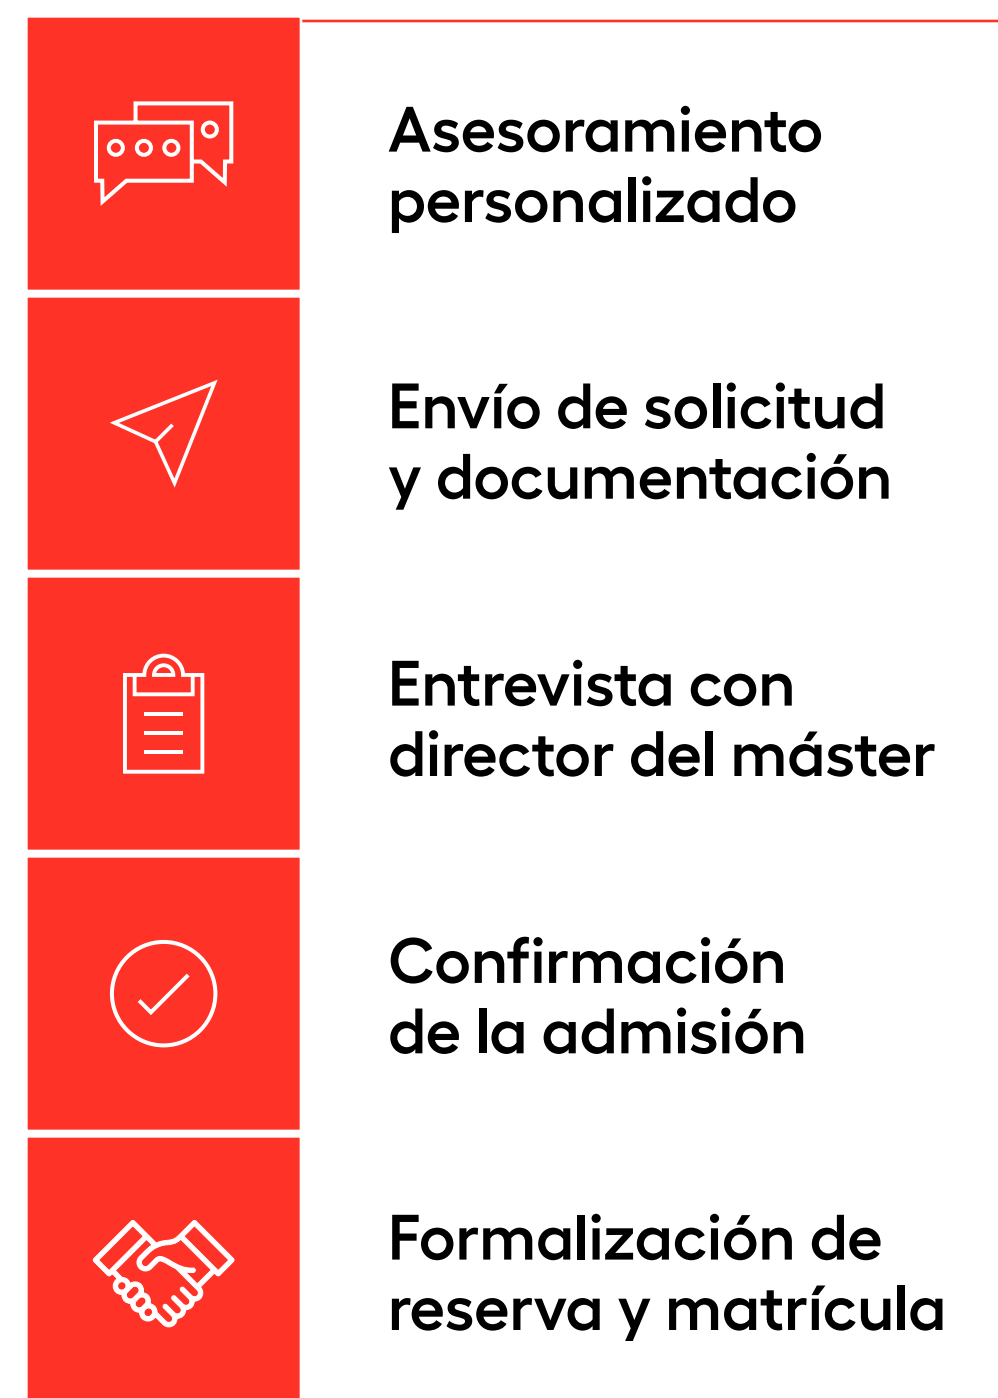 Asesoramiento
personalizado
Envío de solicitud
y documentación
Entrevista con
director del máster
Confirmación
de la admisión
Formalización de
reserva y matrícula